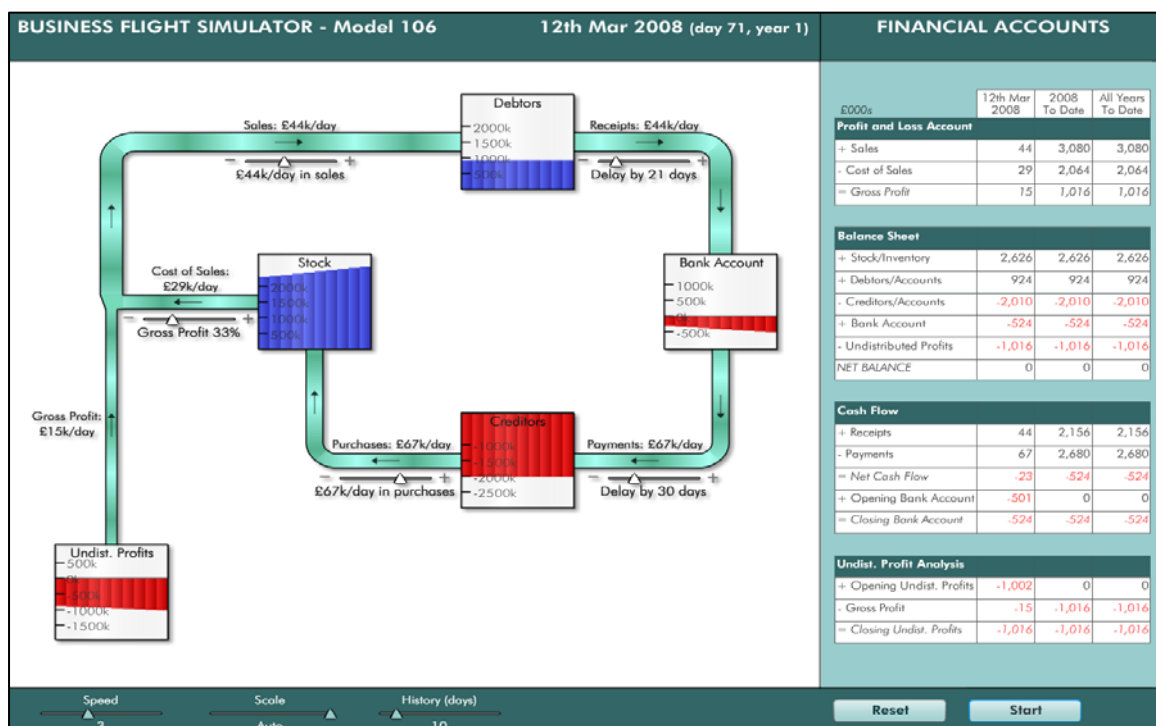 BUSINESS FLIGHT SIMULATOR - Model 106
12th Mar 2008 (day 71, year 1)
Debtors
2000k
1500k
1000k
500k
Sales: £44k/day
£44k/day in sales
Receipts: £44k/day
Delay by 21 days
Cost of Sales:
£29k/day
Gross Profit 33%
Stock
2000k
1500k
1000k
500k
Bank Account
1000k
500k
0k
-500k
Gross Profit:
£15k/day
Purchases: £67k/day
£67k/day in purchases
Creditors
-1000k
-1500k
-2000k
-2500k
Payments: £67k/day
Delay by 30 days
Undist. Profits
500k
0k
-500k
-1000k
-1500k
Speed
3
Scale
Auto
History (days)
10
FINANCIAL ACCOUNTS
£000s 12th Mar 2008 2008 To Date All Years To Date
Profit and Loss Account
+ Sales 44 3,080 3,080
- Cost of Sales 29 2,064 2,064
= Gross Profit 15 1,016 1,016
Balance Sheet
+ Stock/Inventory 2,626 2,626 2,626
+ Debtors/Accounts 924 924 924
- Creditors/Accounts -2,010 -2,010 -2,010
+ Bank Account -524 -524 -524
- Undistributed Profits -1,016 -1,016 -1,016
NET BALANCE 0 0 0
Cash Flow
+ Receipts 44 2,156 2,156
- Payments 67 2,680 2,680
= Net Cash Flow -23 -524 -524
+ Opening Bank Account -501 0 0
= Closing Bank Account -524 -524 -524
Undist. Profit Analysis
+ Opening Undist. Profits -1,002 0 0
- Gross Profit -15 -1,016 -1,016
= Closing Undist. Profits -1,016 -1,016 -1,016
Reset
Start